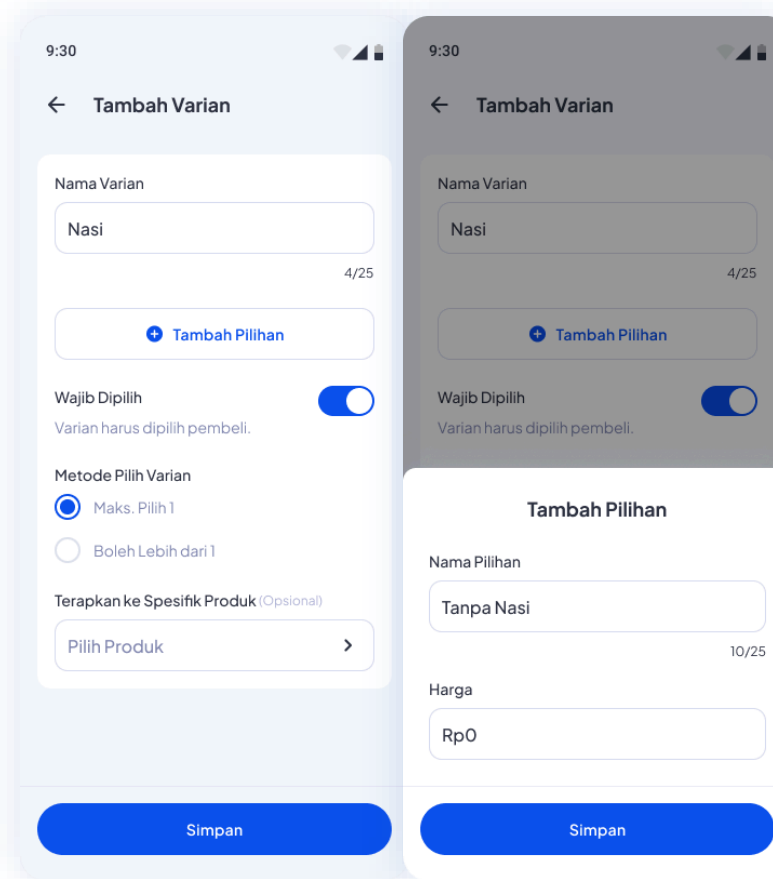 9:30
Tambah Varian
Nama Varian
Nasi
4/25
Tambah Pilihan
Wajib Dipilih
Varian harus dipilih pembeli.
Metode Pilih Varian
Maks. Pilih 1
Boleh Lebih dari 1
Terapkan ke Spesifik Produk (Opsional)
Pilih Produk
Simpan
9:30
Tambah Varian
Nama Varian
Nasi
4/25
Tambah Pilihan
Wajib Dipilih
Varian harus dipilih pembeli.
Tambah Pilihan
Nama Pilihan
Tanpa Nasi
10/25
Harga
Rp0
Simpan